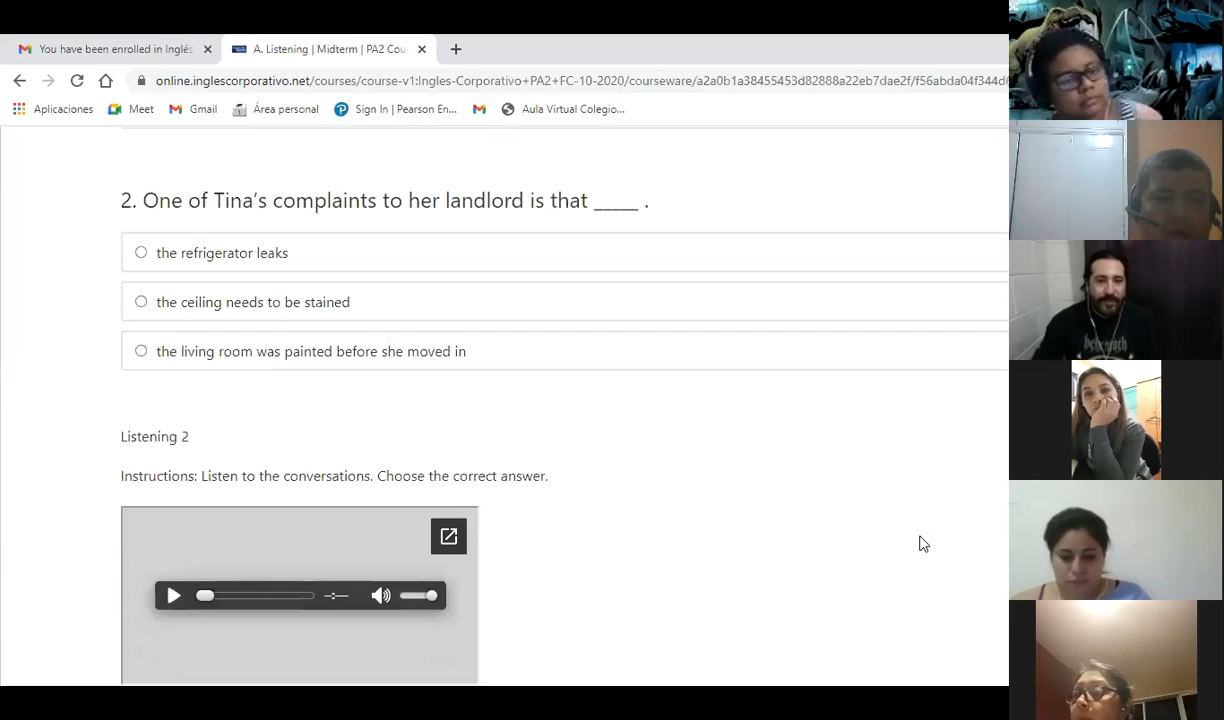 You have been enrolled in Inglés
A. Listening | Midterm | PA2 Cou
online.inglescorporativo.net/courses/course-v1:Ingles-Corporativo+PA2+FC-10-2020/courseware/a2a0b1a38455453d82888a22eb7dae2f/f56abda04f344d
Aplicaciones Meet Gmail Área personal Sign In | Pearson En... Aula Virtual Colegio...
2. One of Tina's complaints to her landlord is that _____ .
the refrigerator leaks
the ceiling needs to be stained
the living room was painted before she moved in
Listening 2
Instructions: Listen to the conversations. Choose the correct answer.
-:-
behemoth